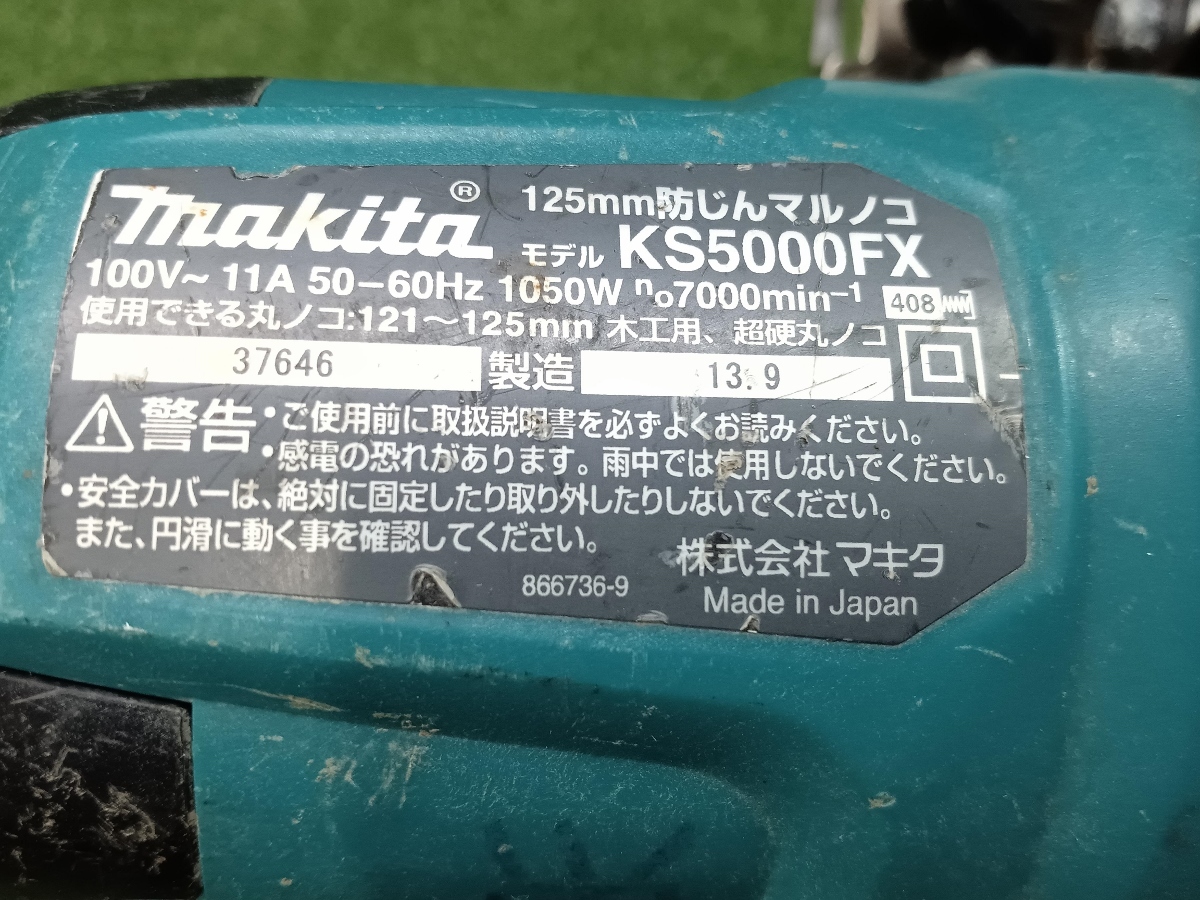 makita®
125mm防じんマルノコ
モデル KS5000FX
100V~ 11A 50-60Hz 1050W n₀7000min⁻¹ 408
使用できる丸ノコ:121~125mm 木工用、超硬丸ノコ
37646 製造 13.9
警告 ・ご使用前に取扱説明書を必ずよくお読みください。
・感電の恐れがあります。雨中では使用しないでください。
・安全カバーは、絶対に固定したり取り外したりしないでください。
また、円滑に動く事を確認してください。
株式会社 マキタ
866736-9
Made in Japan